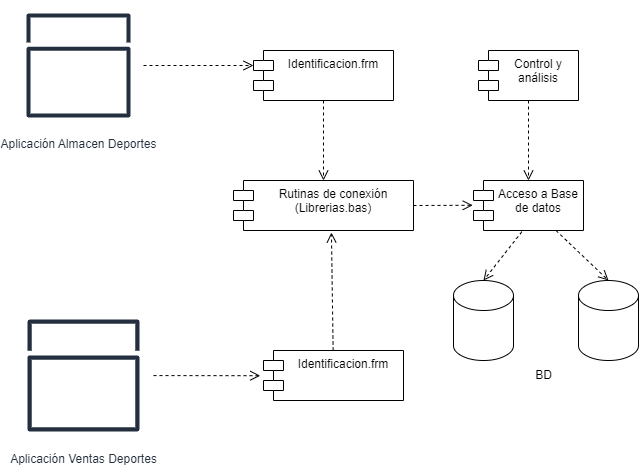 Identificacion.frm
Control y
análisis
Aplicación Almacen Deportes
Rutinas de conexión
(Librerias.bas)
Acceso a Base
de datos
Identificacion.frm
BD
Aplicación Ventas Deportes